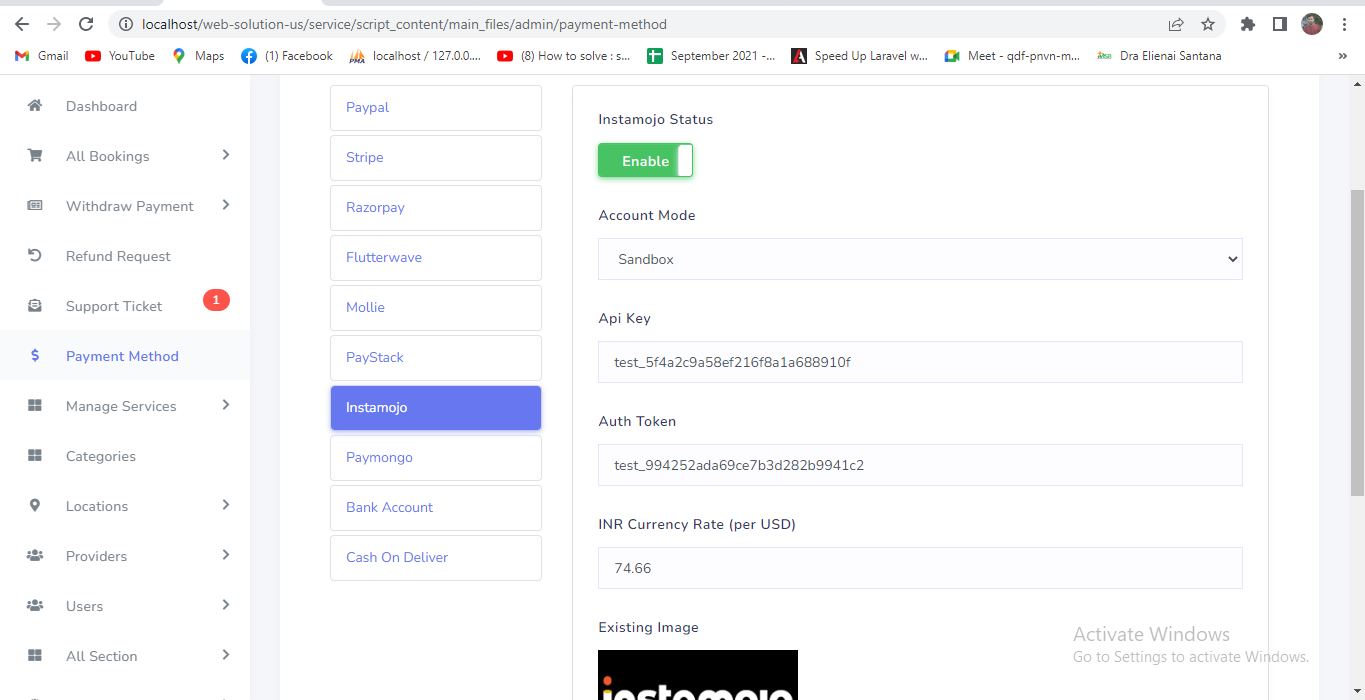 localhost/web-solution-us/service/script_content/main_files/admin/payment-method
Gmail
YouTube
Maps
(1) Facebook
localhost / 127.0.0....
(8) How to solve : s...
September 2021 -...
Speed Up Laravel w...
Meet - qdf-pnvn-m...
Dra Elienai Santana
»
Dashboard
All Bookings
Withdraw Payment
Refund Request
Support Ticket
1
Payment Method
Manage Services
Categories
Locations
Providers
Users
All Section
Paypal
Stripe
Razorpay
Flutterwave
Mollie
PayStack
Instamojo
Paymongo
Bank Account
Cash On Deliver
Instamojo Status
Enable
Account Mode
Sandbox
Api Key
test_5f4a2c9a58ef216f8a1a688910f
Auth Token
test_994252ada69ce7b3d282b9941c2
INR Currency Rate (per USD)
74.66
Existing Image
instamojo
Activate Windows
Go to Settings to activate Windows.